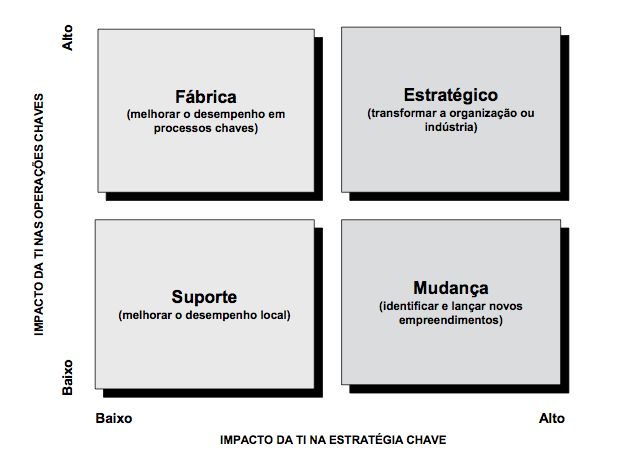 Alto
IMPACTO DA TI NAS OPERAÇÕES CHAVES
Baixo
Fábrica
(melhorar o desempenho em
processos chaves)
Estratégico
(transformar a organização ou
indústria)
Suporte
(melhorar o desempenho local)
Mudança
(identificar e lançar novos
empreendimentos)
Baixo
Alto
IMPACTO DA TI NA ESTRATÉGIA CHAVE